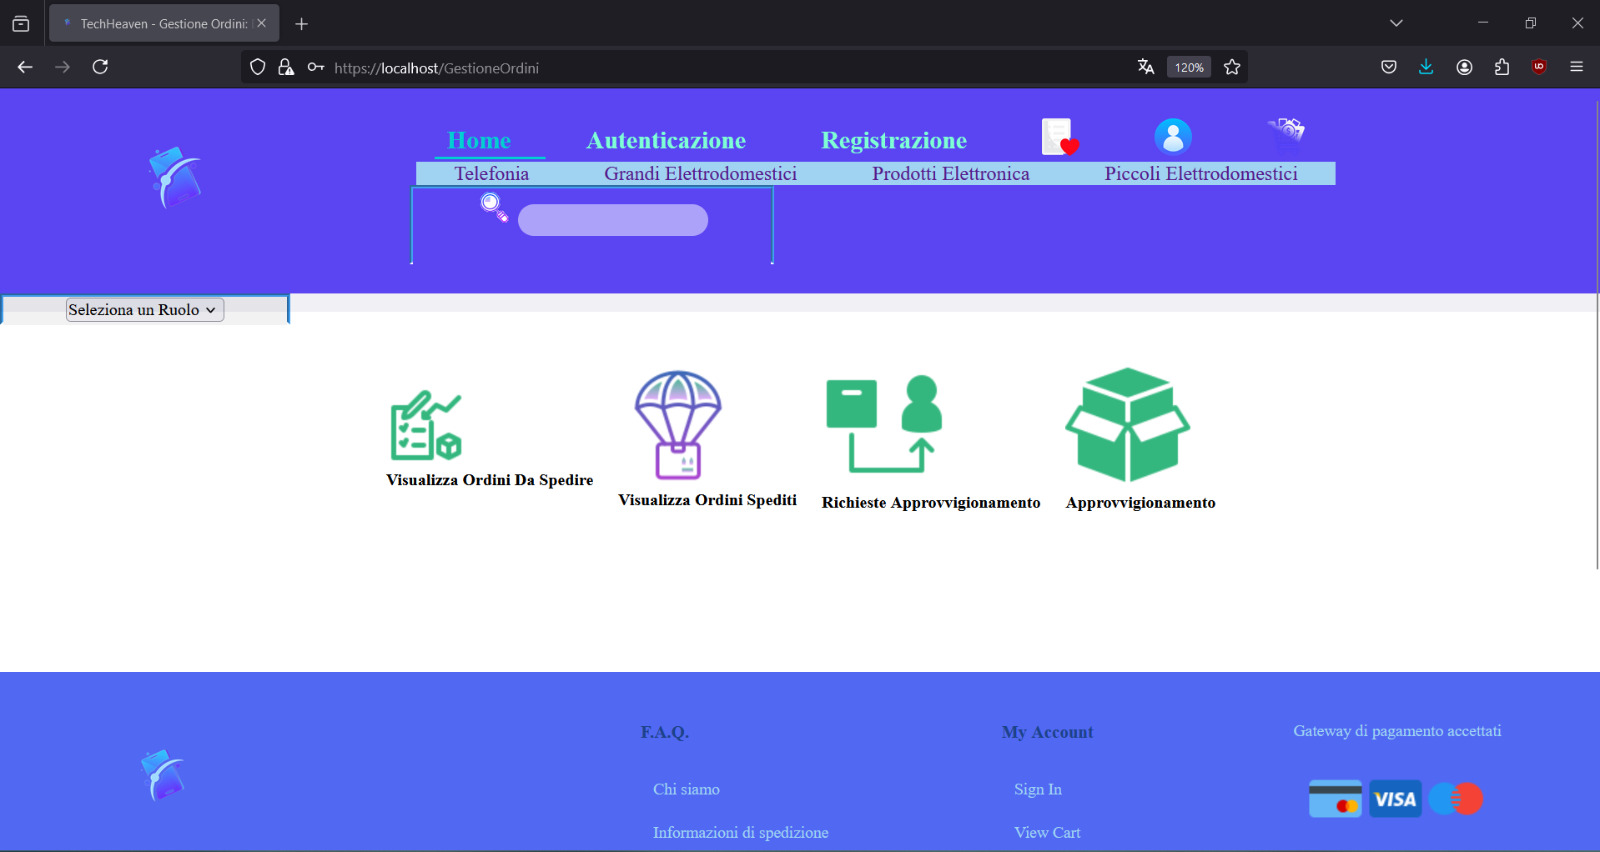 TechHeaven - Gestione Ordini:
https://localhost/GestioneOrdini
120%
Home Autenticazione Registrazione
Telefonia Grandi Elettrodomestici Prodotti Elettronica Piccoli Elettrodomestici
Seleziona un Ruolo
Visualizza Ordini Da Spedire
Visualizza Ordini Spediti
Richieste Approvvigionamento
Approvvigionamento
F.A.Q.
Chi siamo
Informazioni di spedizione
My Account
Sign In
View Cart
Gateway di pagamento accettati
VISA